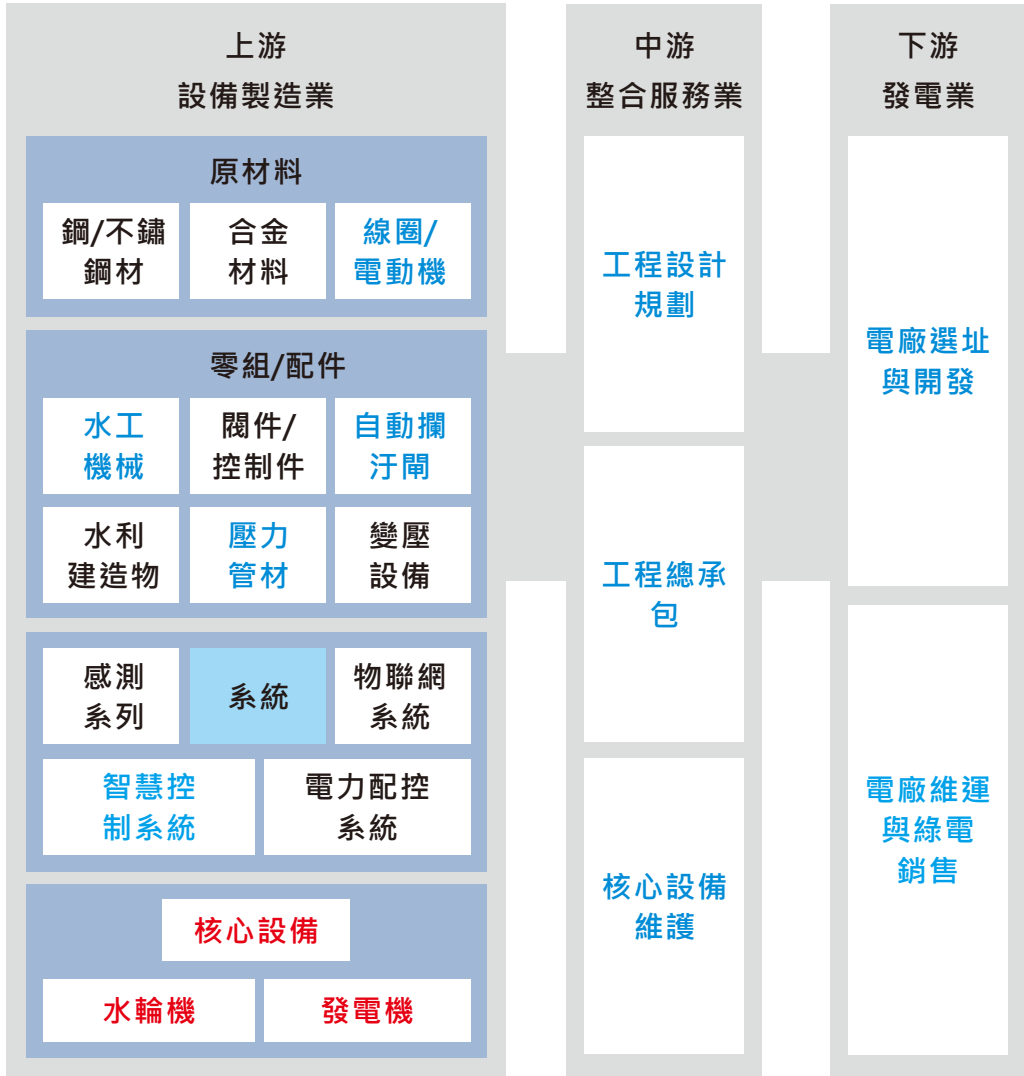 上游
設備製造業
原材料
鋼/不鏽
鋼材
合金
材料
線圈/
電動機
零組/配件
水工
機械
閥件/
控制件
自動攔
汙閘
水利
建造物
壓力
管材
變壓
設備
感測
系列
系統
物聯網
系統
智慧控
制系統
電力配控
系統
核心設備
水輪機
發電機
中游
整合服務業
工程設計
規劃
工程總承
包
核心設備
維護
下游
發電業
電廠選址
與開發
電廠維運
與綠電
銷售